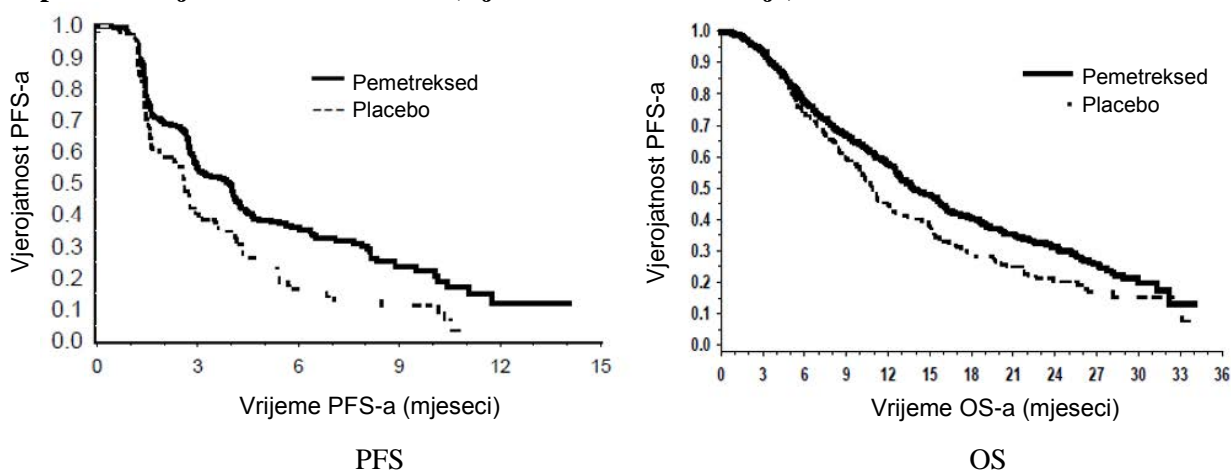 1.0
0.9
0.8
0.7
0.6
0.5
0.4
0.3
0.2
0.1
0.0
Vjerojatnost PFS-a
Pemetreksed
Placebo
0 3 6 9 12 15
Vrijeme PFS-a (mjeseci)
PFS
1.0
0.9
0.8
0.7
0.6
0.5
0.4
0.3
0.2
0.1
0.0
Vjerojatnost PFS-a
Pemetreksed
Placebo
0 3 6 9 12 15 18 21 24 27 30 33 36
Vrijeme OS-a (mjeseci)
OS